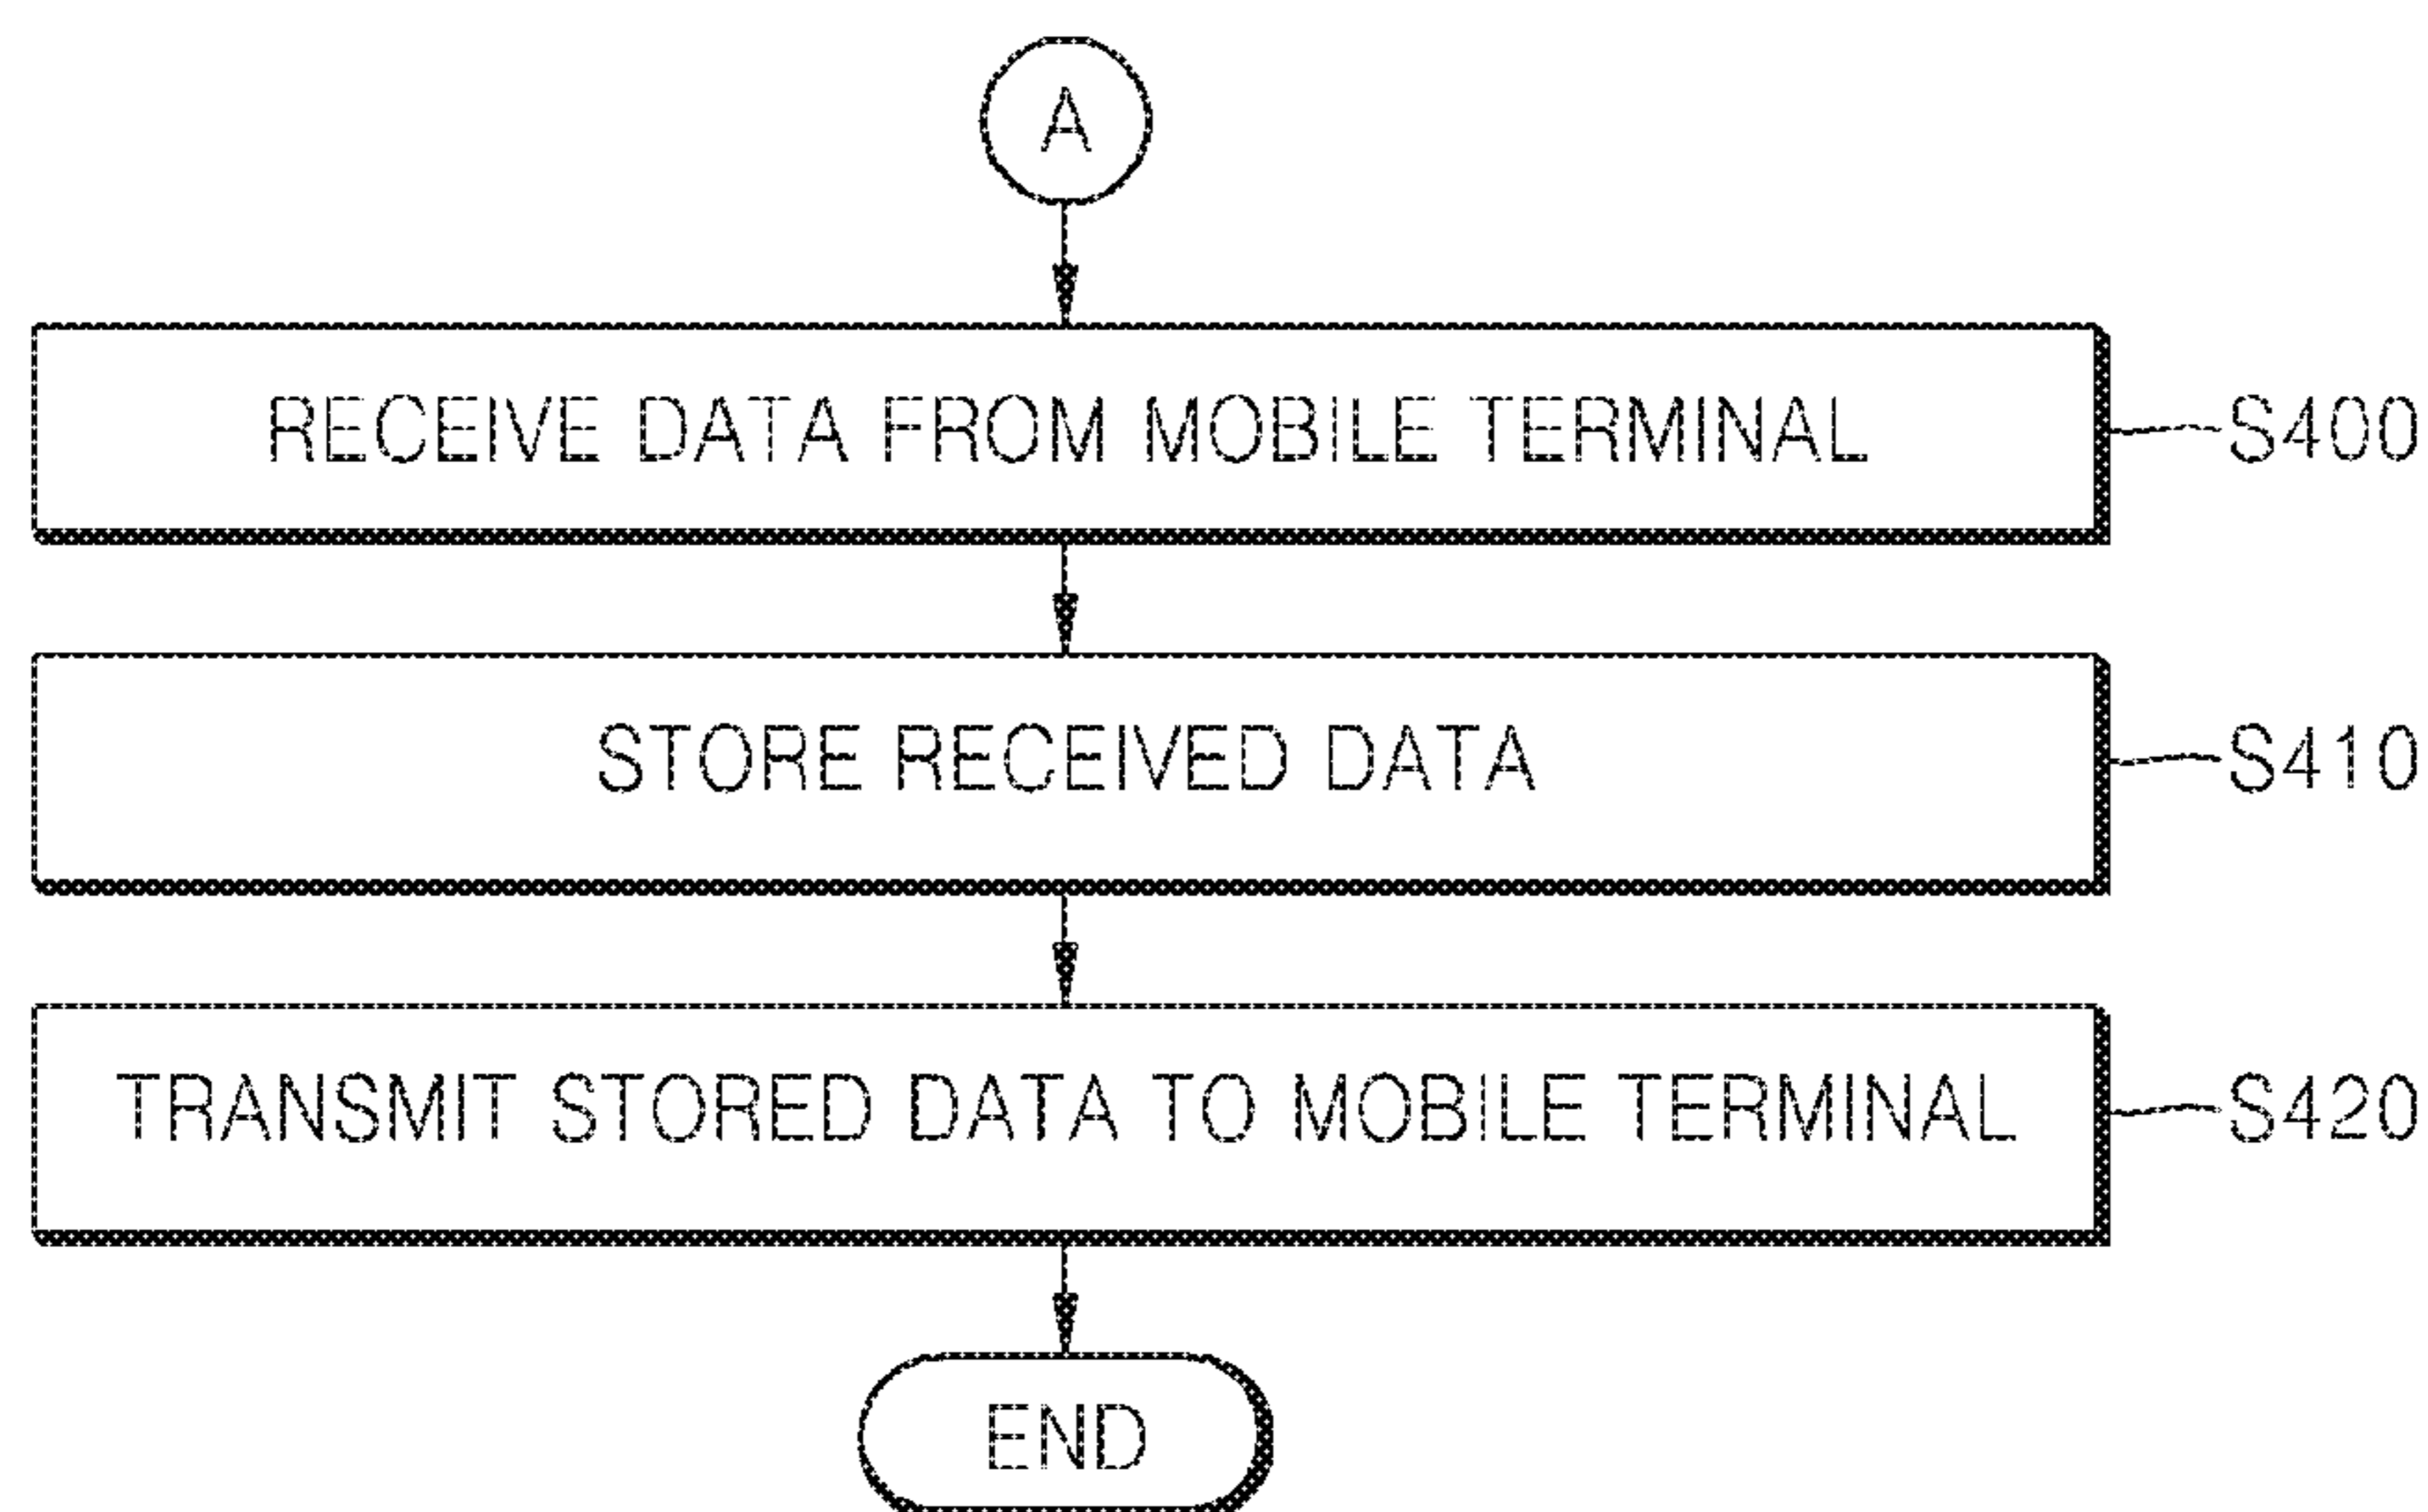 A
RECEIVE DATA FROM MOBILE TERMINAL S400
STORE RECEIVED DATA S410
TRANSMIT STORED DATA TO MOBILE TERMINAL S420
END